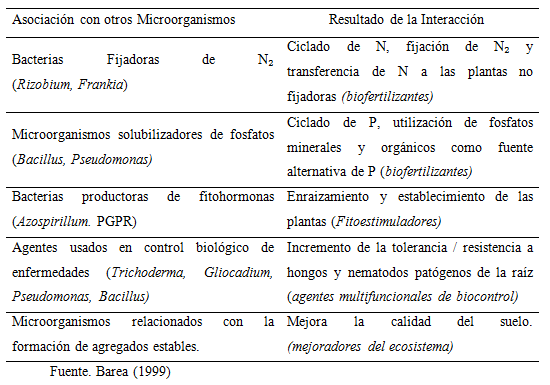 Asociación con otros Microorganismos
Resultado de la Interacción
Bacterias Fijadoras de N₂
(Rizobium, Frankia)
Ciclado de N, fijación de N₂ y
transferencia de N a las plantas no
fijadoras (biofertilizantes)
Microorganismos solubilizadores de fosfatos
(Bacillus, Pseudomonas)
Ciclado de P, utilización de fosfatos
minerales y orgánicos como fuente
alternativa de P (biofertilizantes)
Bacterias productoras de fitohormonas
(Azospirillum. PGPR)
Enraizamiento y establecimiento de las
plantas (Fitoestimuladores)
Agentes usados en control biológico de
enfermedades (Trichoderma, Gliocadium,
Pseudomonas, Bacillus)
Incremento de la tolerancia / resistencia a
hongos y nematodos patógenos de la raíz
(agentes multifuncionales de biocontrol)
Microorganismos relacionados con la
formación de agregados estables.
Mejora la calidad del suelo.
(mejoradores del ecosistema)
Fuente. Barea (1999)